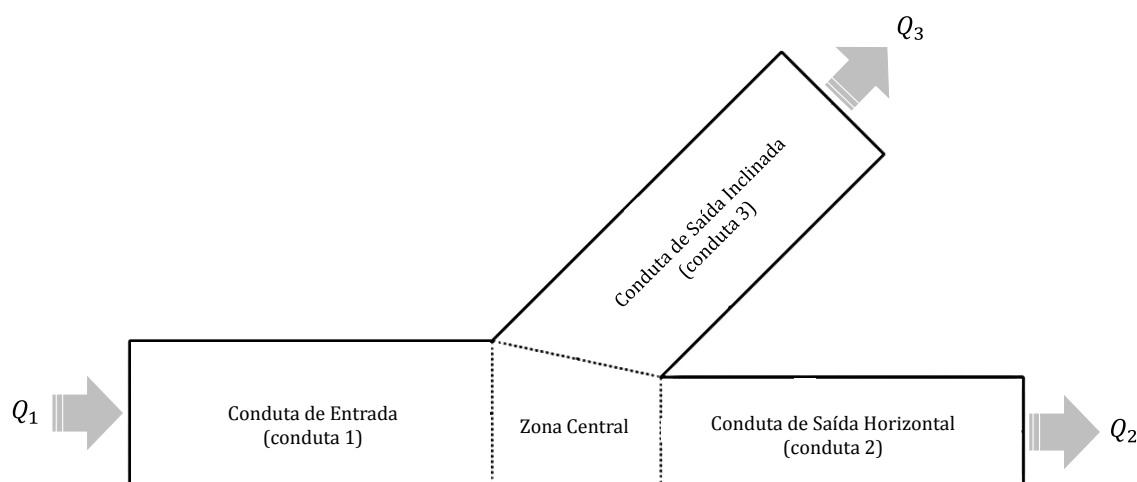 Q₃
Conduta de Saída Inclinada
(conduta 3)
Q₁
Conduta de Entrada
(conduta 1)
Zona Central
Conduta de Saída Horizontal
(conduta 2)
Q₂